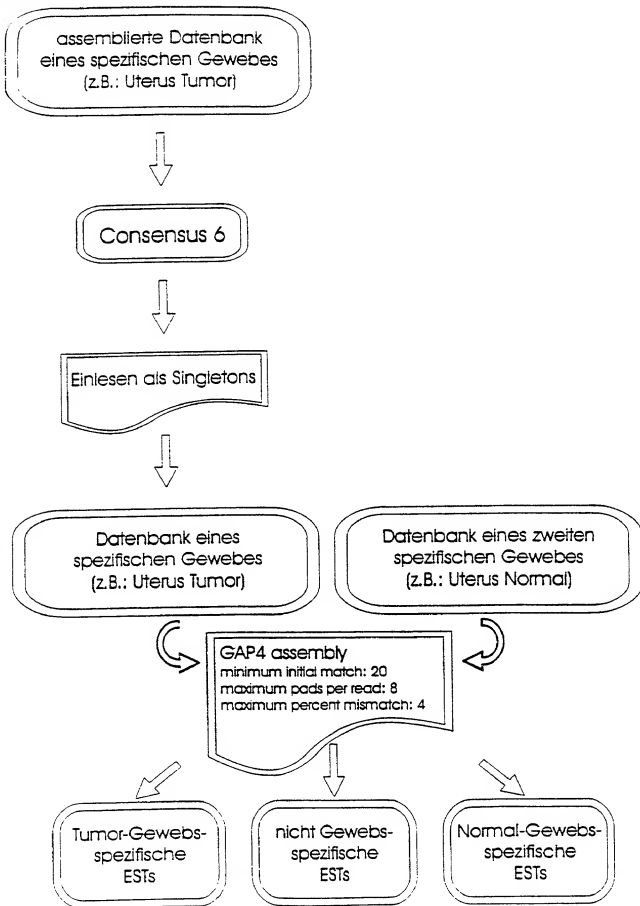 assemblierte Datenbank
eines spezifischen Gewebes
(z.B.: Uterus Tumor)
Consensus 6
Einlesen als Singletons
Datenbank eines
spezifischen Gewebes
(z.B.: Uterus Tumor)
Datenbank eines zweiten
spezifischen Gewebes
(z.B.: Uterus Normal)
GAP4 assembly
minimum initial match: 20
maximum pads per read: 8
maximum percent mismatch: 4
Tumor-Gewebs-
spezifische
ESTs
nicht Gewebs-
spezifische
ESTs
Normal-Gewebs-
spezifische
ESTs